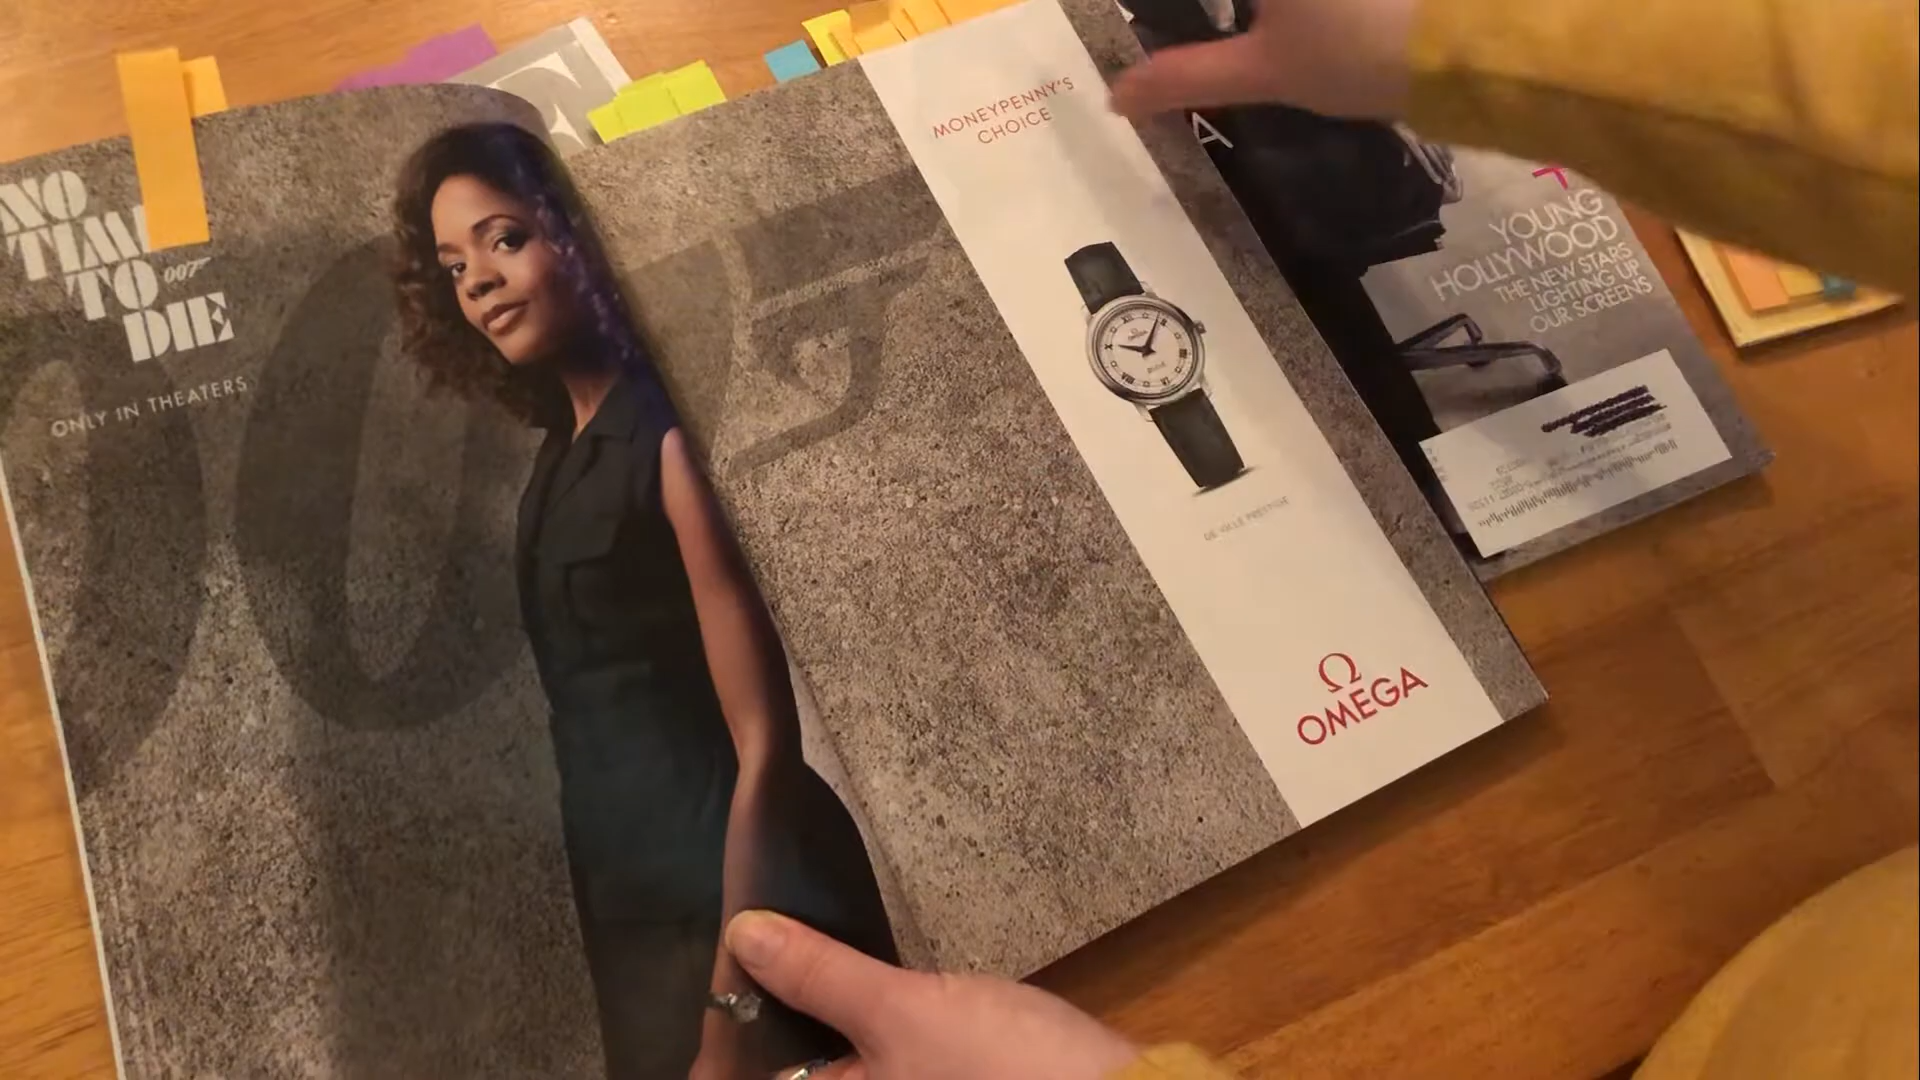 NO
TIME
TO 007
DIE
ONLY IN THEATERS
MONEYPENNY'S
CHOICE
OMEGA
DE VILLE PRESTIGE
Ω
OMEGA
YOUNG
HOLLYWOOD
THE NEW STARS
LIGHTING UP
OUR SCREENS